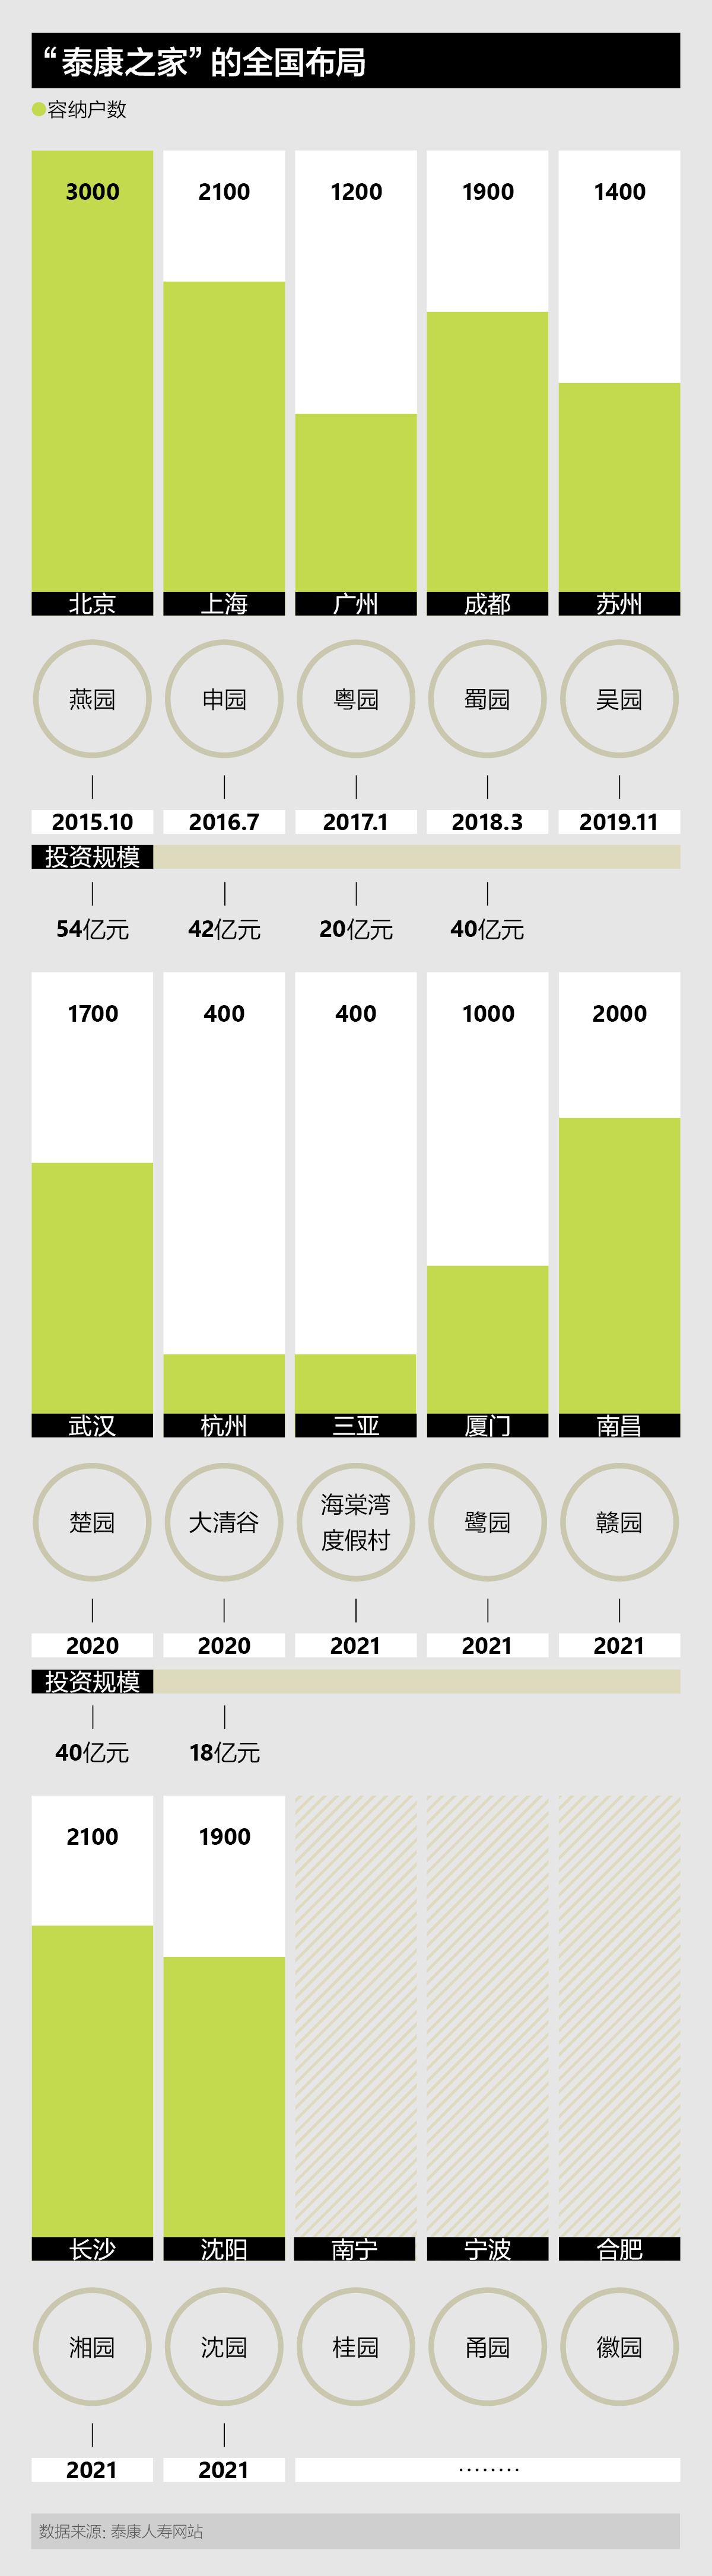 “泰康之家”的全国布局
容纳户数
3000 2100 1200 1900 1400
北京 上海 广州 成都 苏州
燕园 申园 粤园 蜀园 吴园
2015.10 2016.7 2017.1 2018.3 2019.11
投资规模
54亿元 42亿元 20亿元 40亿元
1700 400 400 1000 2000
武汉 杭州 三亚 厦门 南昌
楚园 大清谷 海棠湾 鹭园 赣园
度假村
2020 2020 2021 2021 2021
投资规模
40亿元 18亿元
2100 1900
长沙 沈阳 南宁 宁波 合肥
湘园 沈园 桂园 甬园 徽园
2021 2021 ········
数据来源: 泰康人寿网站